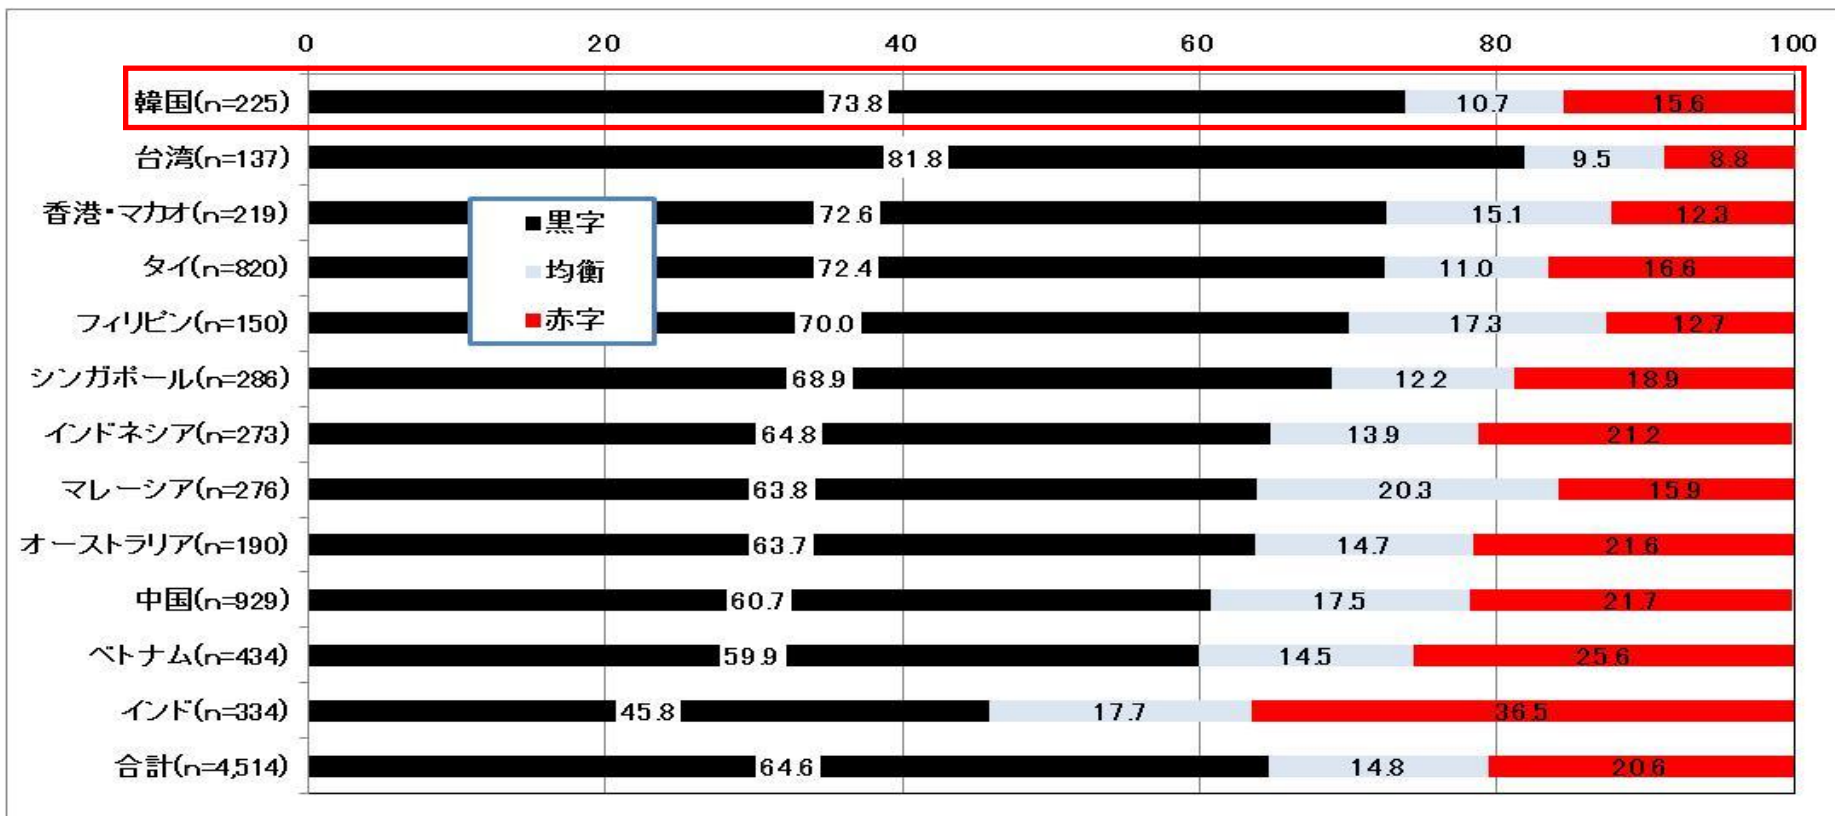 0 20 40 60 80 100
韓国(n=225) 73.8 10.7 15.6
台湾(n=137) 81.8 9.5 8.8
香港・マカオ(n=219) 72.6 15.1 12.3
タイ(n=820) 72.4 11.0 16.6
フィリピン(n=150) 70.0 17.3 12.7
シンガポール(n=286) 68.9 12.2 18.9
インドネシア(n=273) 64.8 13.9 21.2
マレーシア(n=276) 63.8 20.3 15.9
オーストラリア(n=190) 63.7 14.7 21.6
中国(n=929) 60.7 17.5 21.7
ベトナム(n=434) 59.9 14.5 25.6
インド(n=334) 45.8 17.7 36.5
合計(n=4,514) 64.6 14.8 20.6
■黒字
均衡
■赤字